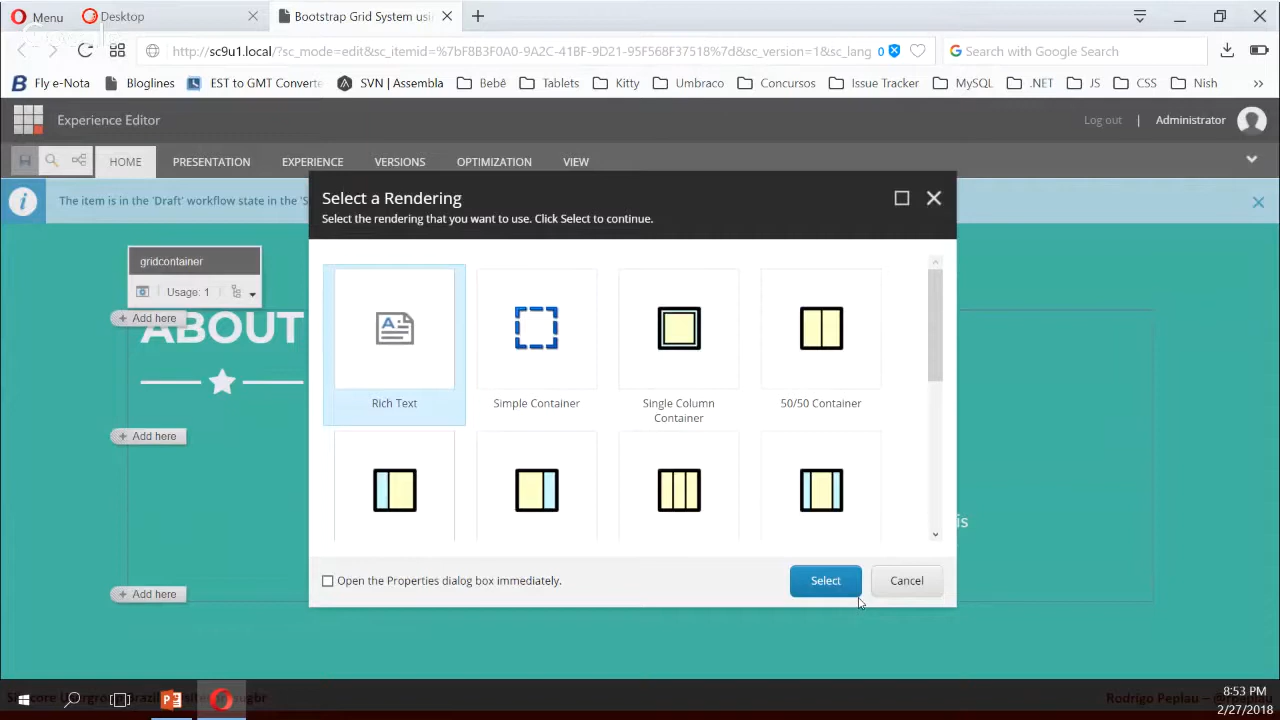 Menu
Desktop
Bootstrap Grid System usin
http://sc9u1.local/?sc_mode=edit&sc_itemid=%7bF8B3F0A0-9A2C-41BF-9D21-95F568F37518%7d&sc_version=1&sc_lang
0
Search with Google Search
Fly e-Nota
Bloglines
EST to GMT Converte
SVN | Assembla
Bebê
Tablets
Kitty
Umbraco
Concursos
Issue Tracker
MySQL
.NET
JS
CSS
Nish
Experience Editor
Log out
|
Administrator
HOME
PRESENTATION
EXPERIENCE
VERSIONS
OPTIMIZATION
VIEW
The item is in the 'Draft' workflow state in the 'S
Select a Rendering
Select the rendering that you want to use. Click Select to continue.
gridcontainer
Usage: 1
+ Add here
ABOUT
Rich Text
Simple Container
Single Column
Container
50/50 Container
+ Add here
is
Open the Properties dialog box immediately.
Select
Cancel
+ Add here
Rodrigo Peplau –
8:53 PM
2/27/2018